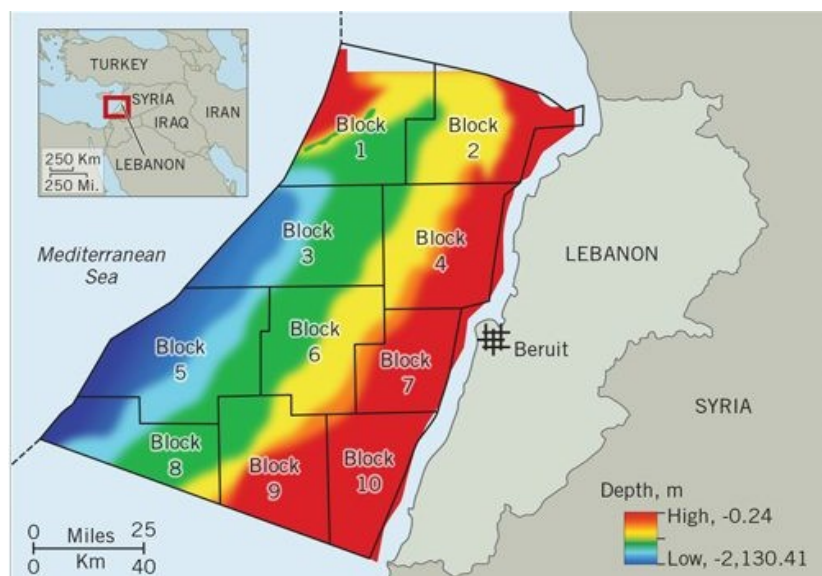 TURKEY
SYRIA
IRAN
IRAQ
LEBANON
250 Km
250 Mi.
Mediterranean
Sea
Block
1
Block
2
Block
3
Block
4
Block
5
Block
6
Block
7
Block
8
Block
9
Block
10
LEBANON
Beruit
SYRIA
0 Miles 25
0 Km 40
Depth, m
High, -0.24
Low, -2,130.41